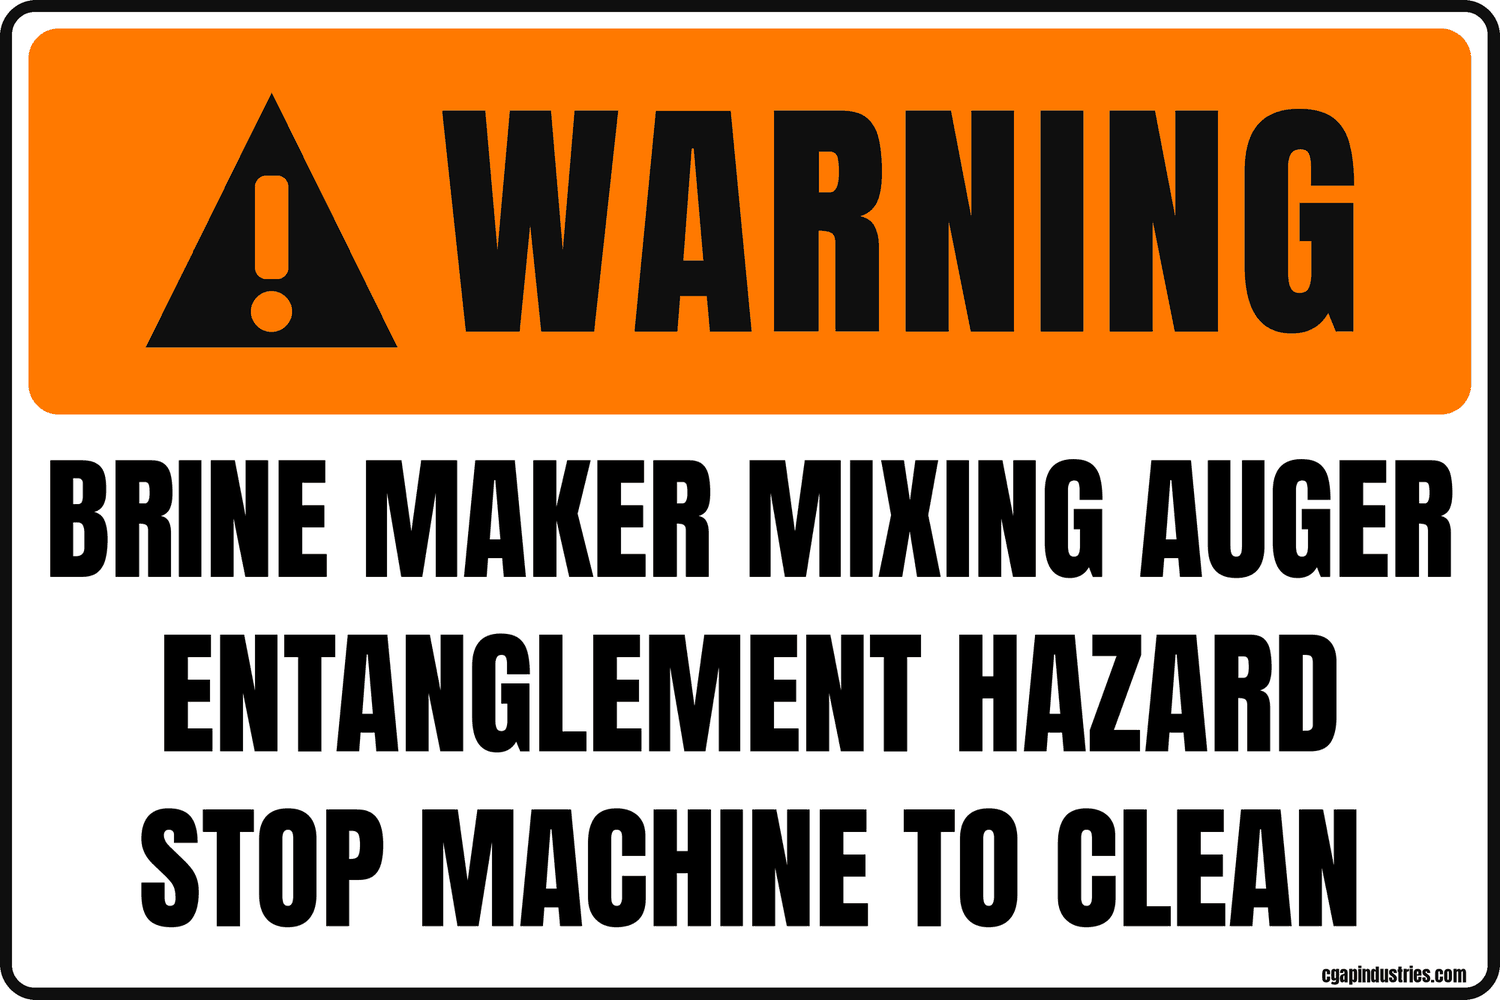 WARNING
BRINE MAKER MIXING AUGER
ENTANGLEMENT HAZARD
STOP MACHINE TO CLEAN
cgapindustries.com